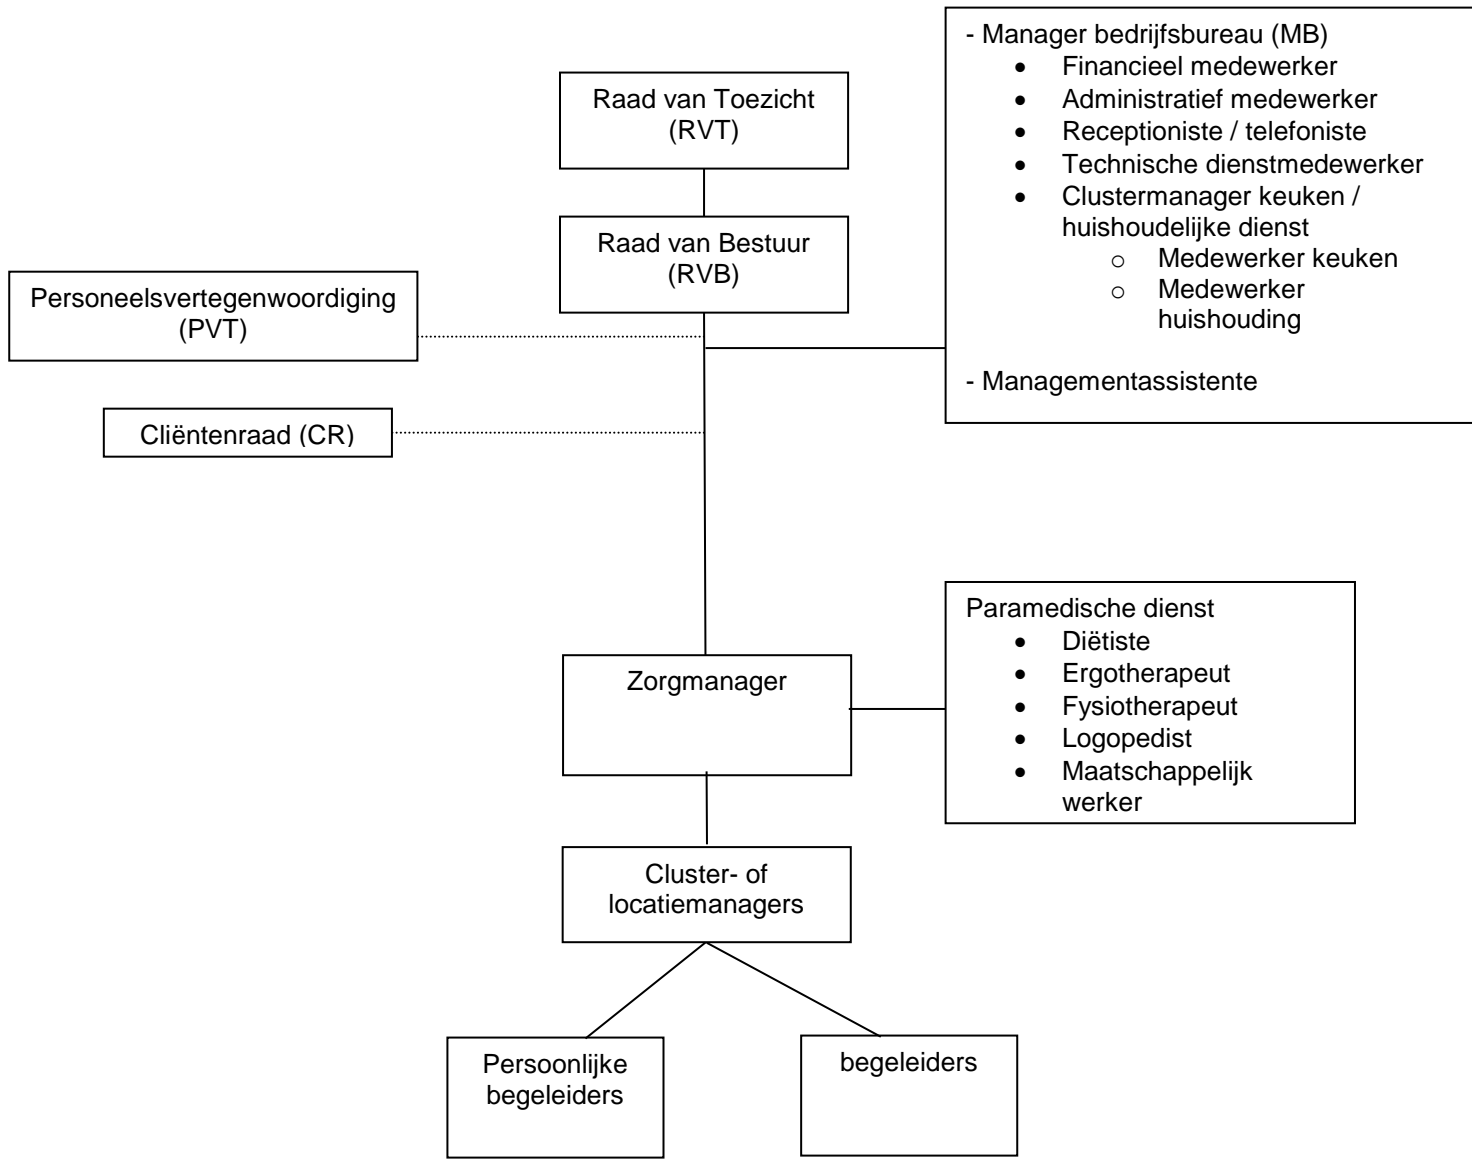 Raad van Toezicht
(RVT)
Raad van Bestuur
(RVB)
Personeelsvertegenwoordiging
(PVT)
Cliëntenraad (CR)
- Manager bedrijfsbureau (MB)
• Financieel medewerker
• Administratief medewerker
• Receptioniste / telefoniste
• Technische dienstmedewerker
• Clustermanager keuken /
huishoudelijke dienst
o Medewerker keuken
o Medewerker
huishouding
- Managementassistente
Zorgmanager
Paramedische dienst
• Diëtiste
• Ergotherapeut
• Fysiotherapeut
• Logopedist
• Maatschappelijk
werker
Cluster- of
locatiemanagers
Persoonlijke
begeleiders
begeleiders